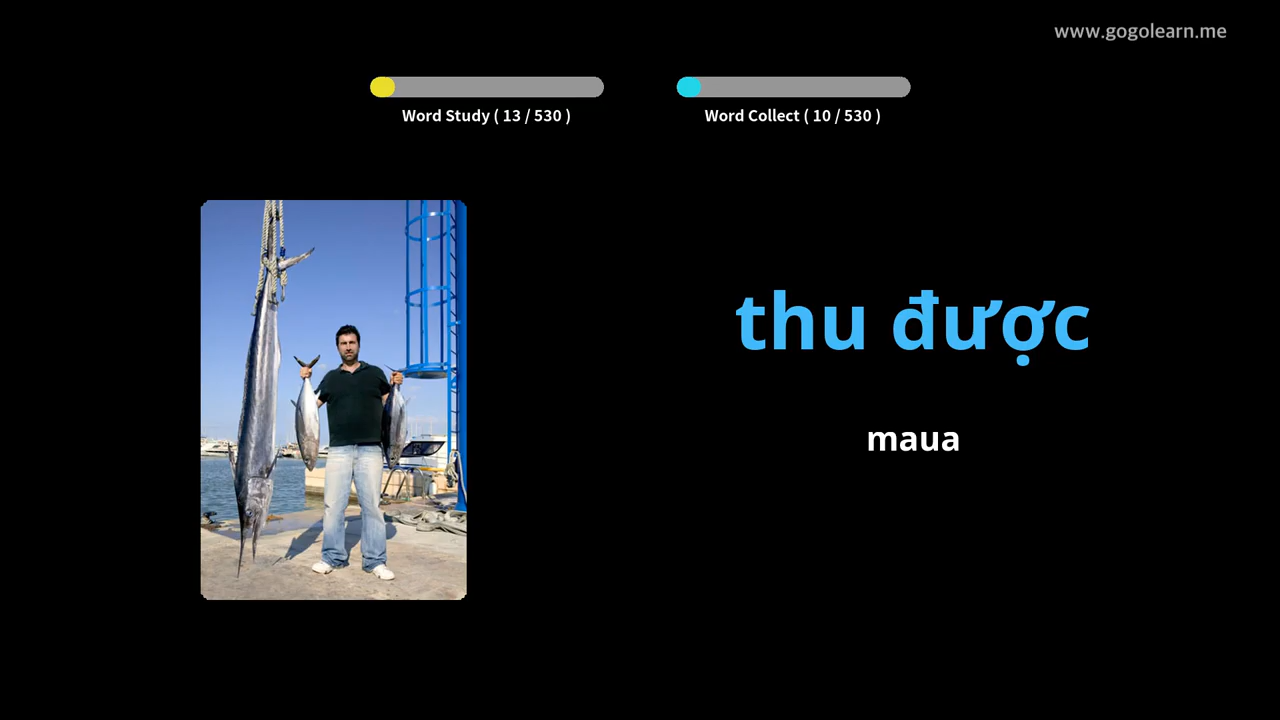 www.gogolearn.me
Word Study ( 13 / 530 )
Word Collect ( 10 / 530 )
thu được
maua